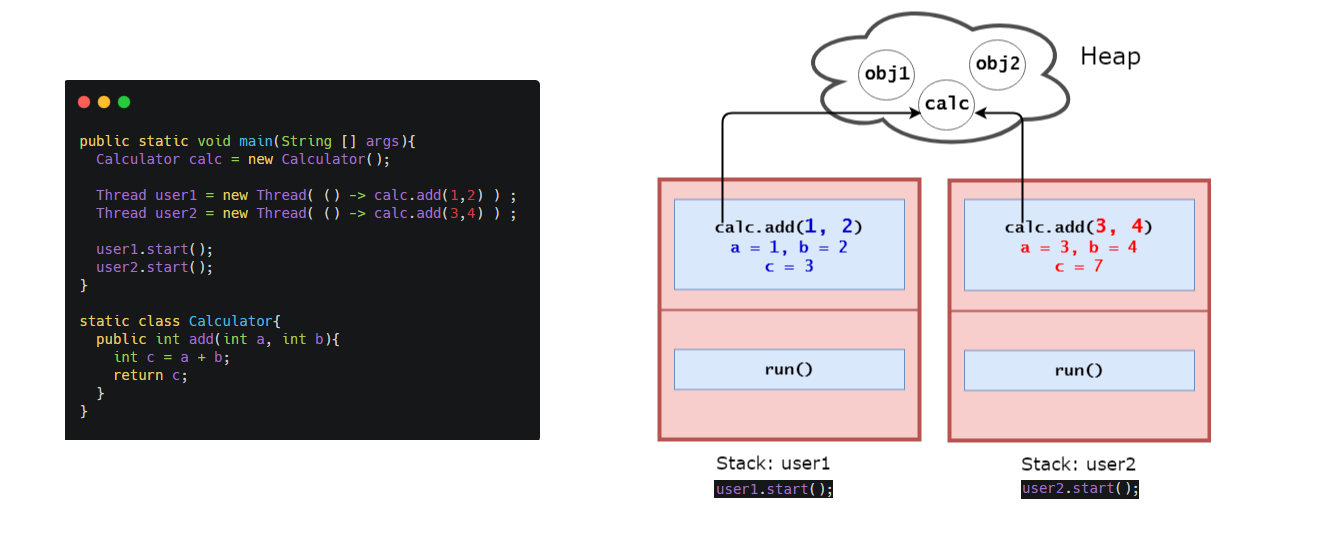 public static void main(String [] args){
Calculator calc = new Calculator();
Thread user1 = new Thread( () -> calc.add(1,2) ) ;
Thread user2 = new Thread( () -> calc.add(3,4) ) ;
user1.start();
user2.start();
}
static class Calculator{
public int add(int a, int b){
int c = a + b;
return c;
}
}
Heap
obj1
obj2
calc
calc.add(1, 2)
a = 1, b = 2
c = 3
run()
Stack: user1
user1.start();
calc.add(3, 4)
a = 3, b = 4
c = 7
run()
Stack: user2
user2.start();